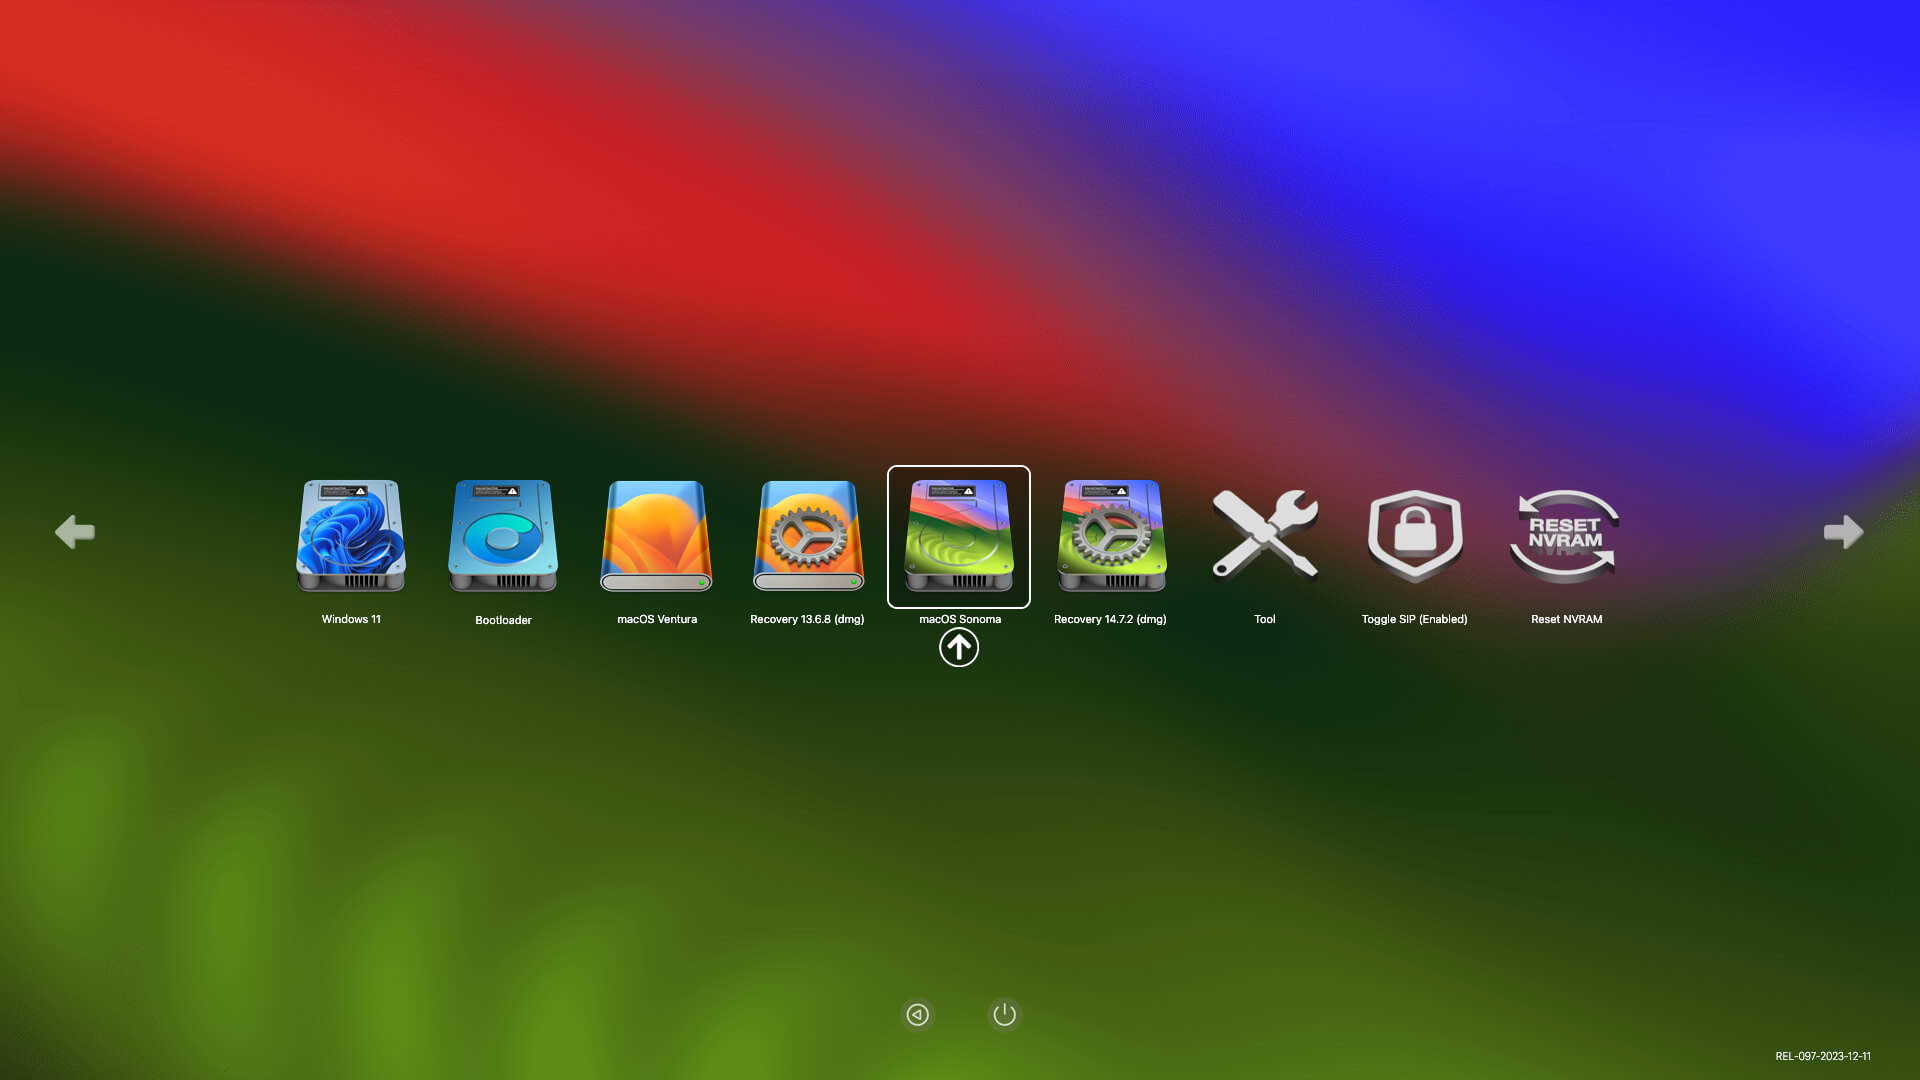 Windows 11
Bootloader
macOS Ventura
Recovery 13.6.8 (dmg)
macOS Sonoma
Recovery 14.7.2 (dmg)
Tool
Toggle SIP (Enabled)
RESET
NVRAM
Reset NVRAM
REL-097-2023-12-11